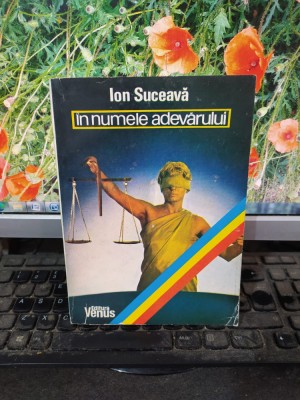 Ion Suceavă
în numele adevărului
Editura
Venus